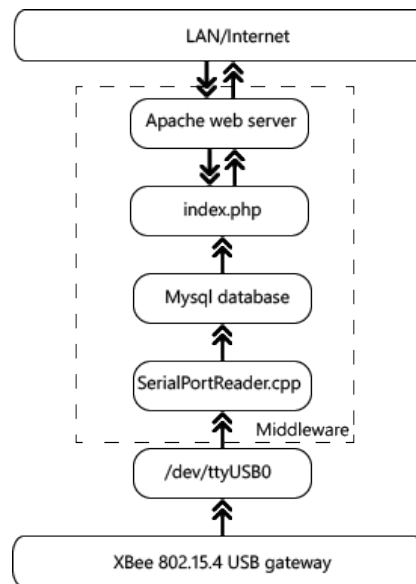 LAN/Internet
Apache web server
index.php
Mysql database
SerialPortReader.cpp
Middleware
/dev/ttyUSB0
XBee 802.15.4 USB gateway